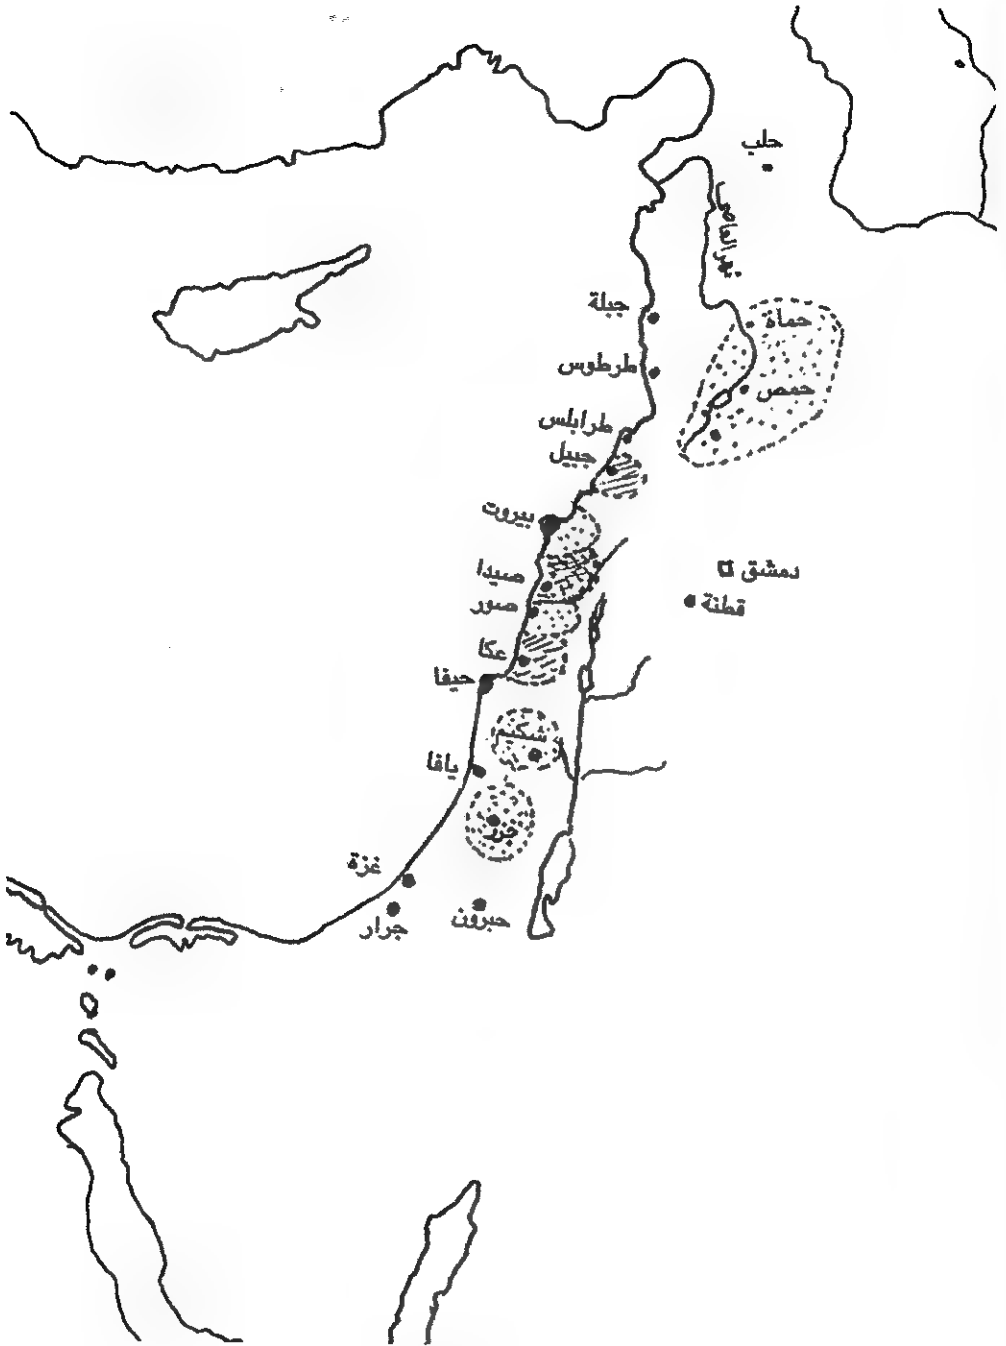 حلب
نهر العاصي
جبلة
حماة
طرطوس
حمص
طرابلس
جبيل
بيروت
صيدا
دمشق
صور
قطنة
عكا
حيفا
شكيم
يافا
جزر
غزة
حبرون
جرار